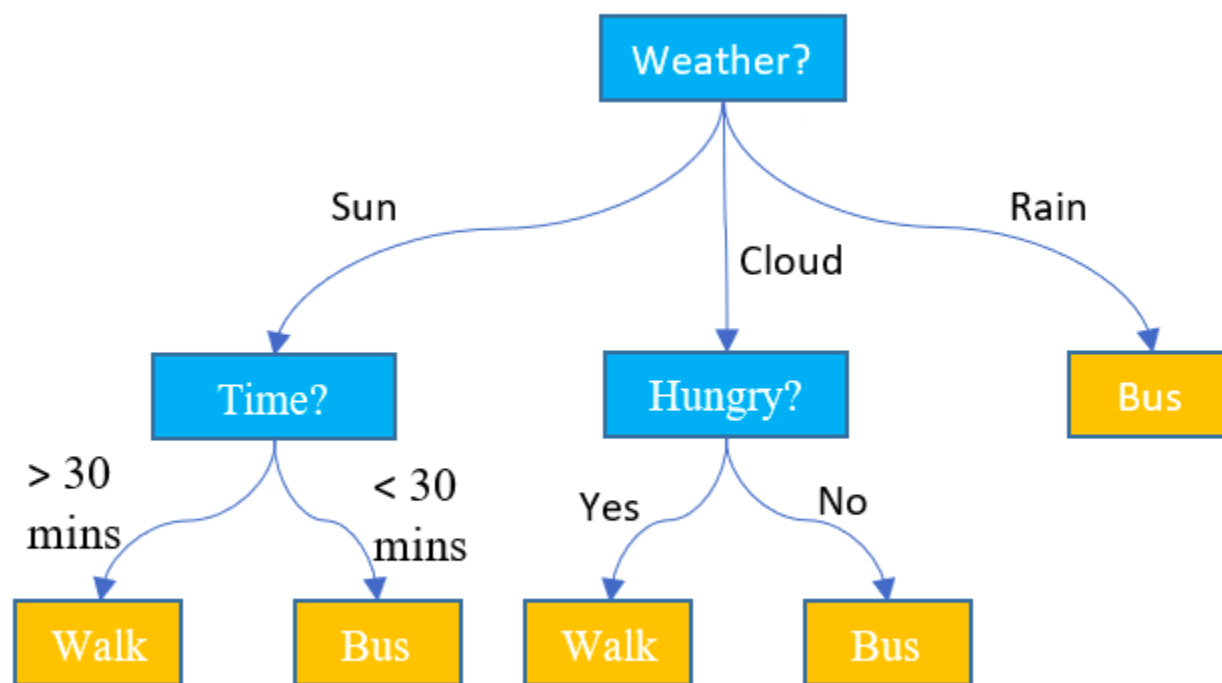 Weather?
Sun
Rain
Cloud
Time?
Hungry?
Bus
> 30
mins
< 30
mins
Yes
No
Walk
Bus
Walk
Bus